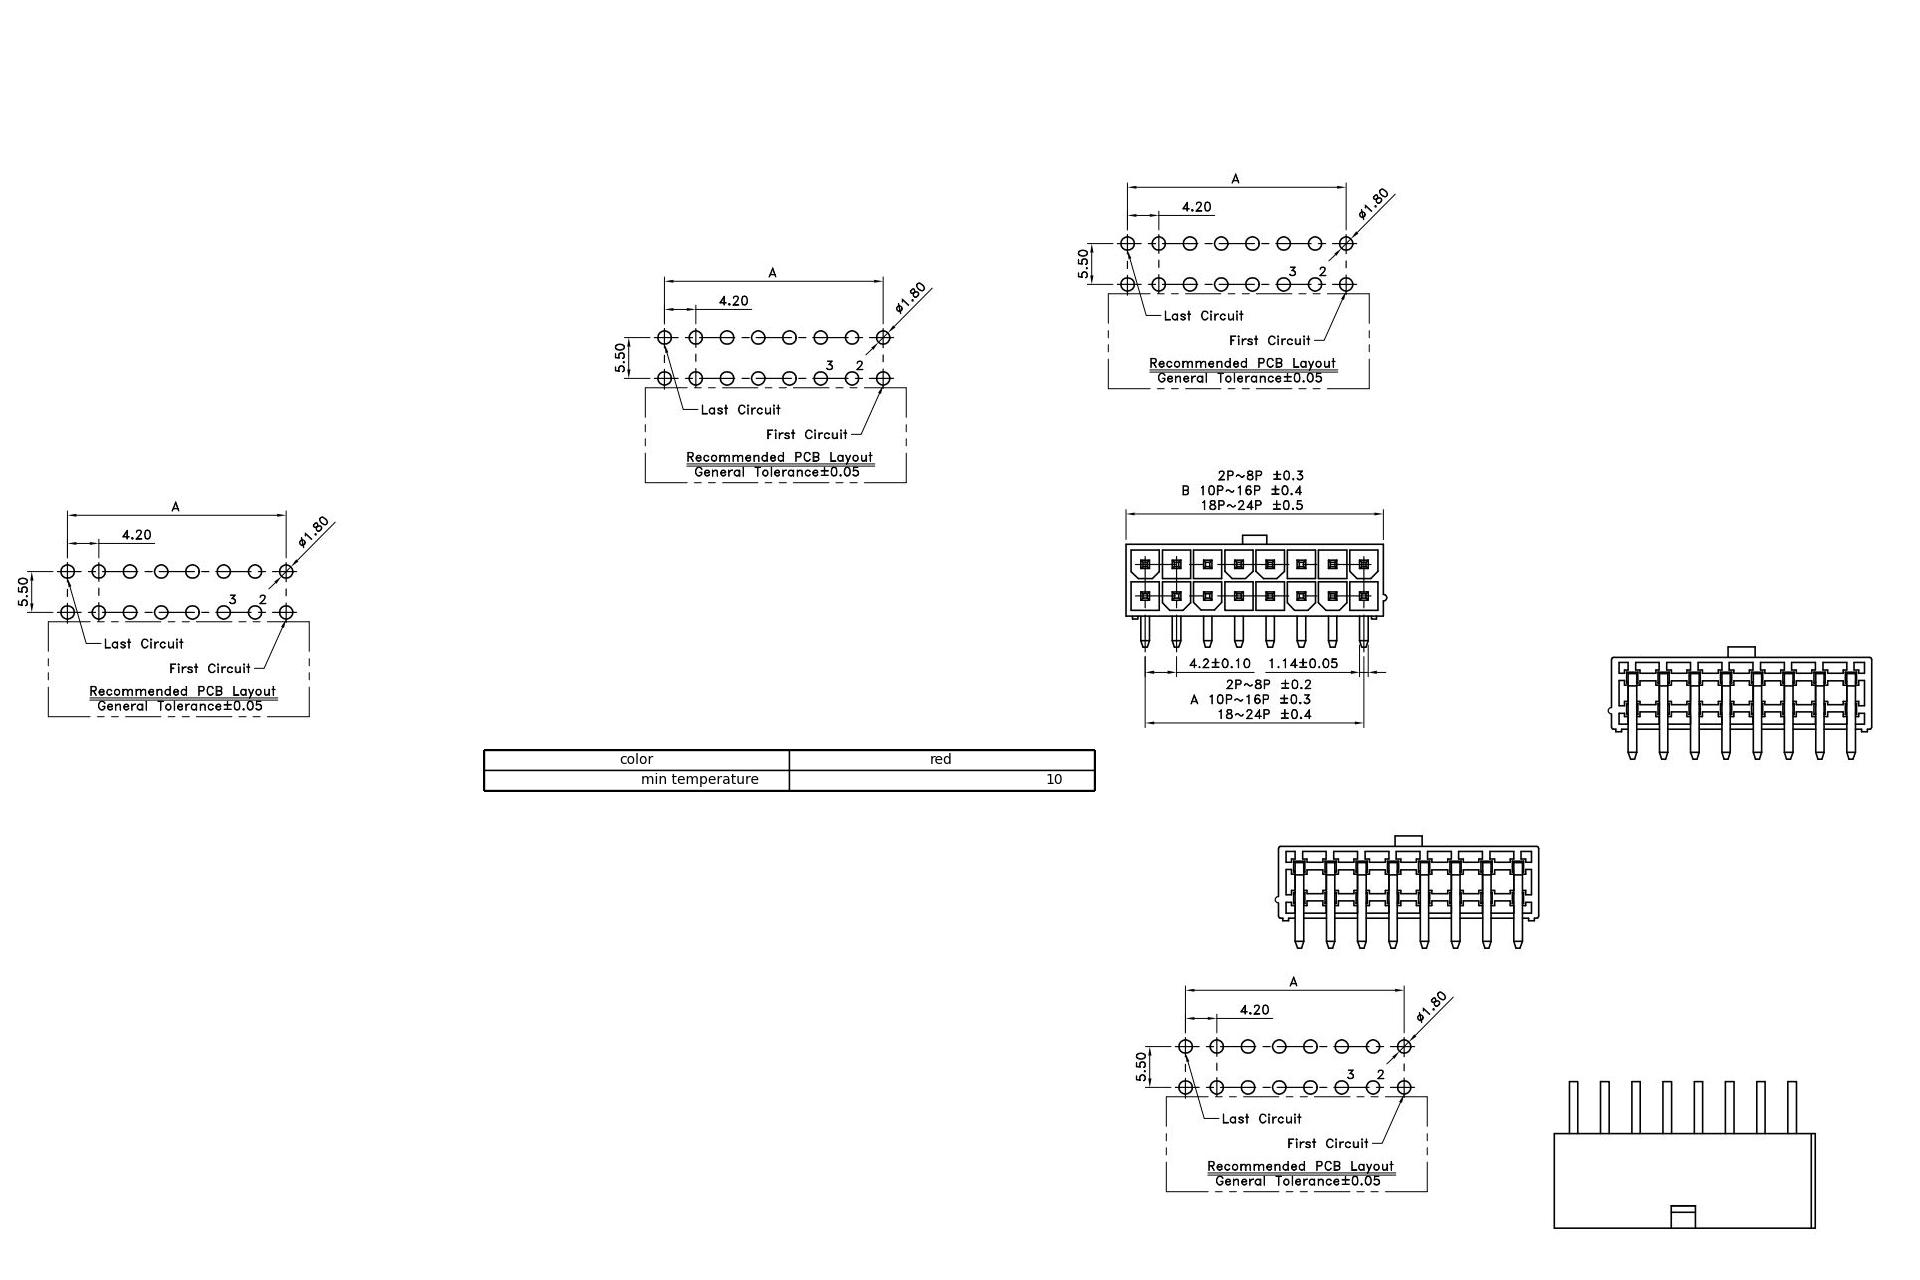 A
4.20
ø1.80
5.50
3 2
Last Circuit
First Circuit
Recommended PCB Layout
General Tolerance±0.05
A
4.20
ø1.80
5.50
3 2
Last Circuit
First Circuit
Recommended PCB Layout
General Tolerance±0.05
2P~8P ±0.3
B 10P~16P ±0.4
18P~24P ±0.5
4.2±0.10 1.14±0.05
2P~8P ±0.2
A 10P~16P ±0.3
18~24P ±0.4
A
4.20
ø1.80
5.50
3 2
Last Circuit
First Circuit
Recommended PCB Layout
General Tolerance±0.05
color red
min temperature 10
A
4.20
ø1.80
5.50
3 2
Last Circuit
First Circuit
Recommended PCB Layout
General Tolerance±0.05